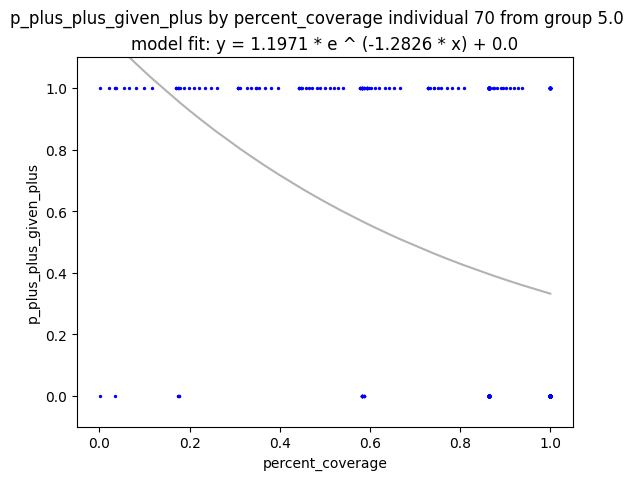 p_plus_plus_given_plus by percent_coverage individual 70 from group 5.0
model fit: y = 1.1971 * e ^ (-1.2826 * x) + 0.0
p_plus_plus_given_plus
1.0
0.8
0.6
0.4
0.2
0.0
0.0 0.2 0.4 0.6 0.8 1.0
percent_coverage